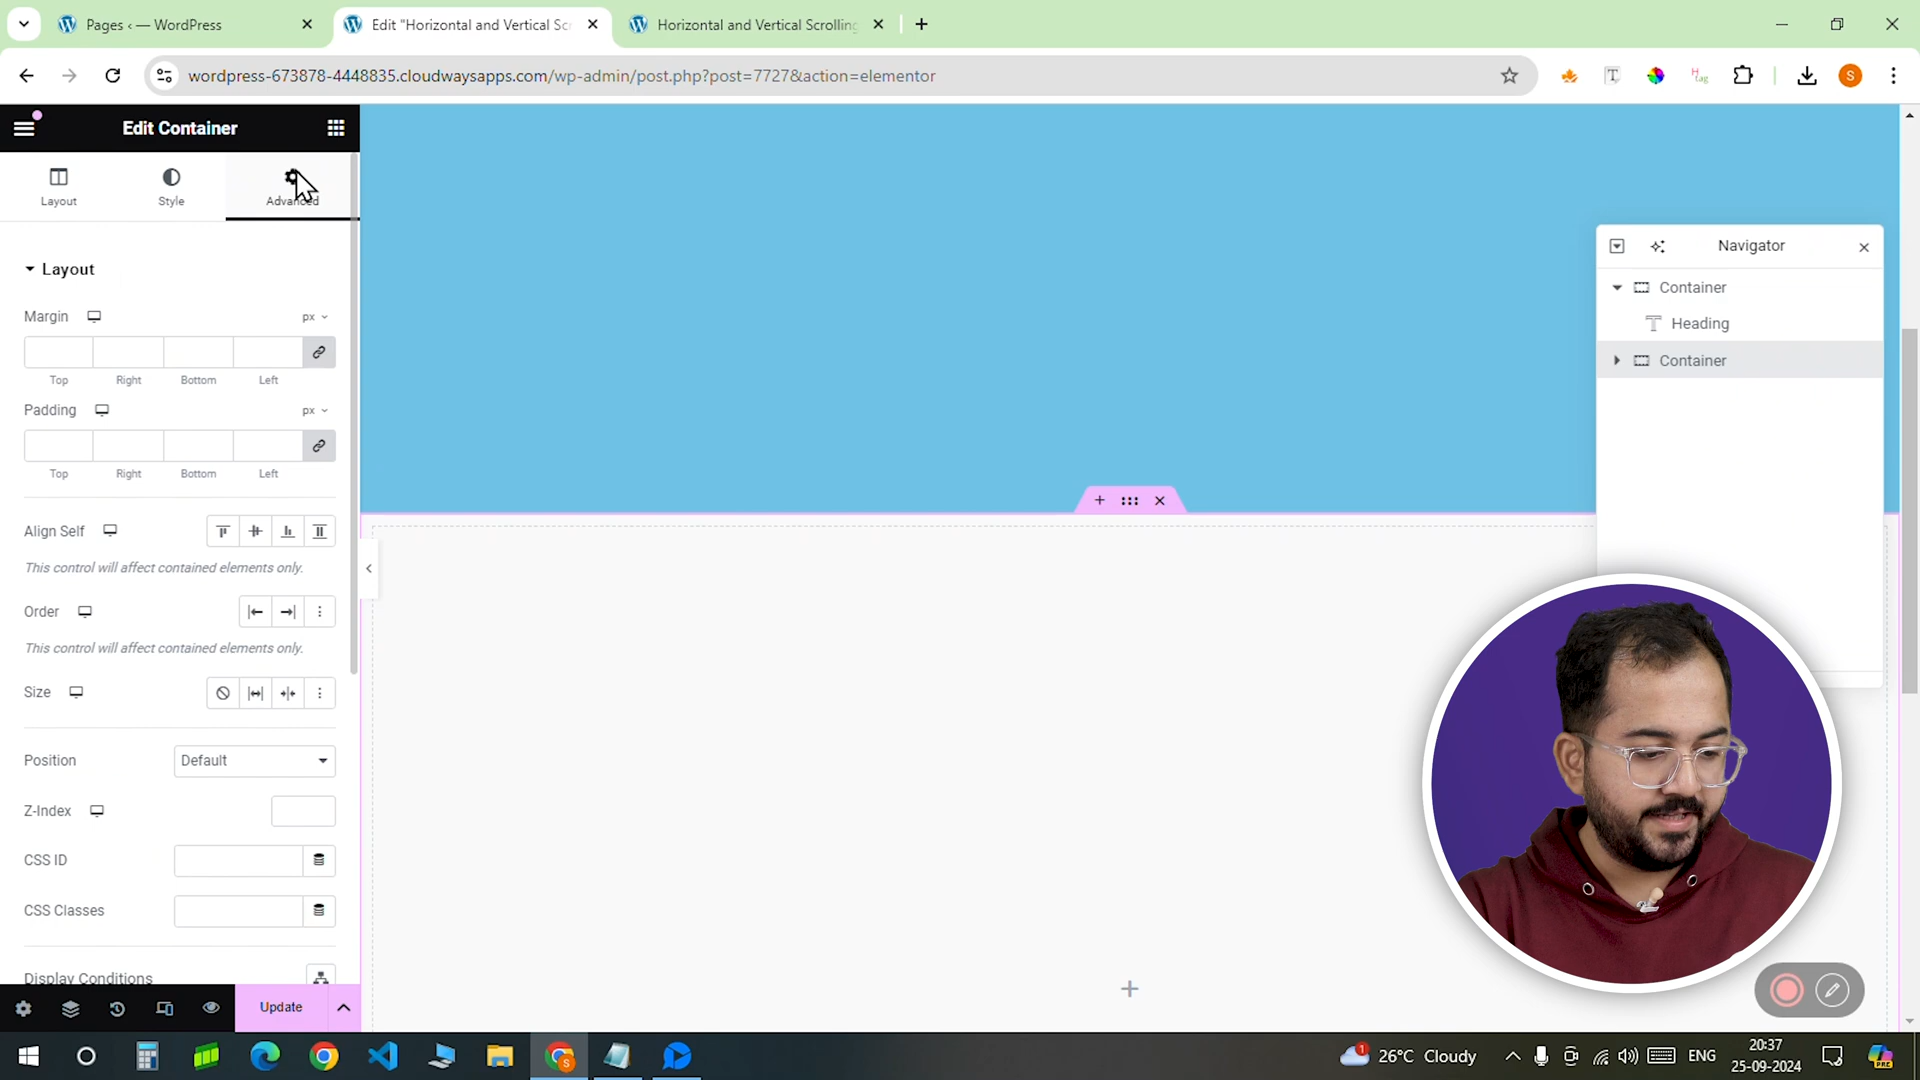 Pages ‹ — WordPress
Edit "Horizontal and Vertical Scr
Horizontal and Vertical Scrolling
wordpress-673878-4448835.cloudwaysapps.com/wp-admin/post.php?post=7727&action=elementor
S
Edit Container
Layout
Style
Advanced
Layout
Margin
px
Top
Right
Bottom
Left
Padding
px
Top
Right
Bottom
Left
Align Self
This control will affect contained elements only.
Order
This control will affect contained elements only.
Size
Position
Default
Z-Index
CSS ID
CSS Classes
Display Conditions
Update
Navigator
Container
Heading
Container
1
26°C Cloudy
ENG
20:37
25-09-2024